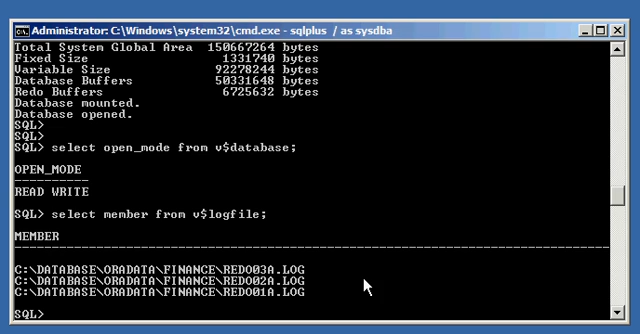 Administrator: C:\Windows\system32\cmd.exe - sqlplus / as sysdba
Total System Global Area 150667264 bytes
Fixed Size 1331740 bytes
Variable Size 92278244 bytes
Database Buffers 50331648 bytes
Redo Buffers 6725632 bytes
Database mounted.
Database opened.
SQL>
SQL>
SQL> select open_mode from v$database;
OPEN_MODE
----------
READ WRITE
SQL> select member from v$logfile;
MEMBER
--------------------------------------------------------------------------------
C:\DATABASE\ORADATA\FINANCE\REDO03A.LOG
C:\DATABASE\ORADATA\FINANCE\REDO02A.LOG
C:\DATABASE\ORADATA\FINANCE\REDO01A.LOG
SQL>